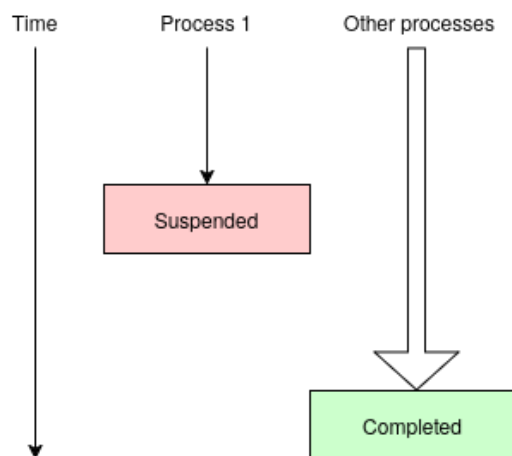 Time
Process 1
Other processes
Suspended
Completed